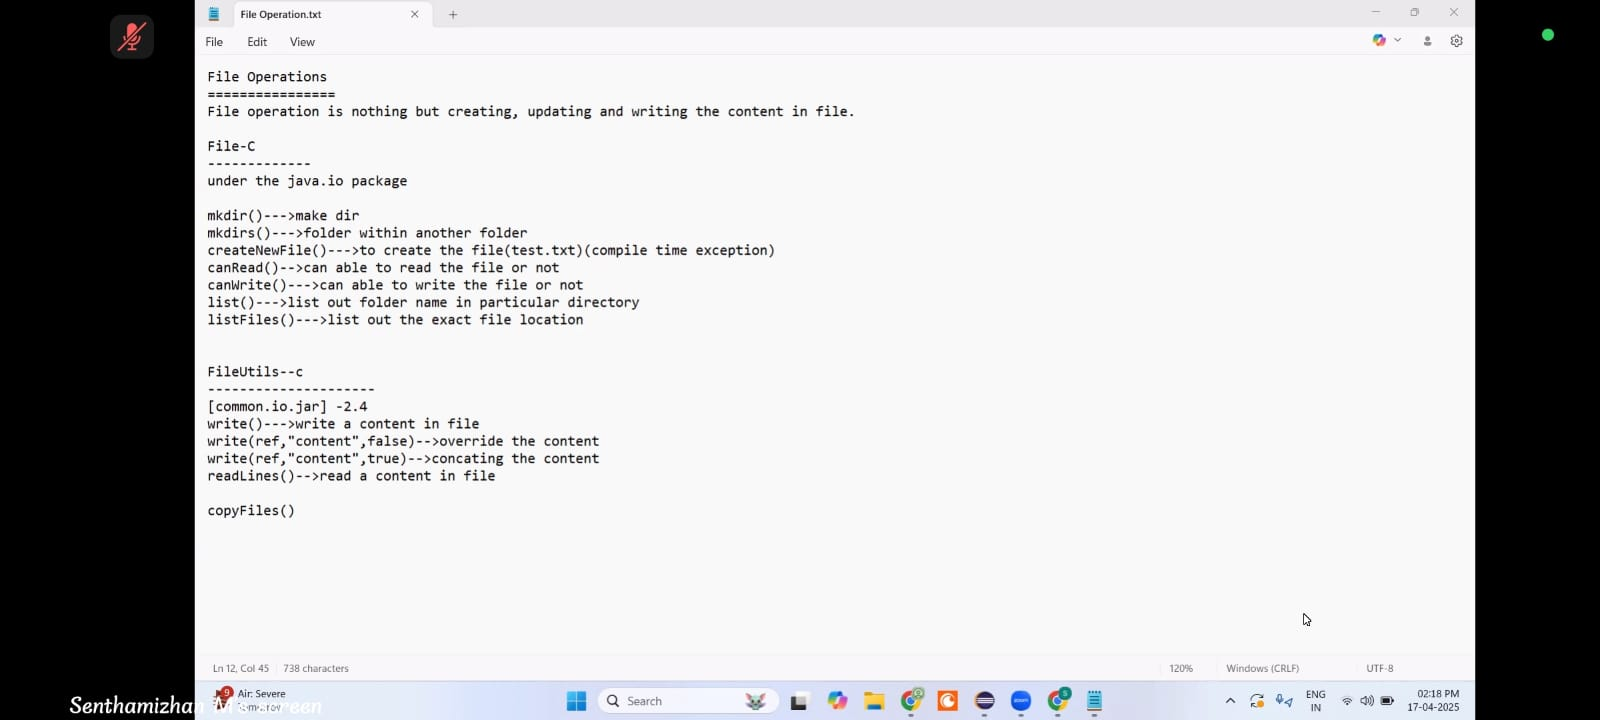 File Operation.txt
File Edit View
File Operations
================
File operation is nothing but creating, updating and writing the content in file.
File-C
-------------
under the java.io package
mkdir()--->make dir
mkdirs()--->folder within another folder
createNewFile()--->to create the file(test.txt)(compile time exception)
canRead()-->can able to read the file or not
canWrite()--->can able to write the file or not
list()--->list out folder name in particular directory
listFiles()--->list out the exact file location
FileUtils--c
---------------------
[common.io.jar] -2.4
write()--->write a content in file
write(ref,"content",false)-->override the content
write(ref,"content",true)-->concating the content
readLines()-->read a content in file
copyFiles()
Ln 12, Col 45 738 characters 120% Windows (CRLF) UTF-8
9 Air: Severe
Senthamizhan M's screen
Search
zoom
5
ENG
IN
02:18 PM
17-04-2025